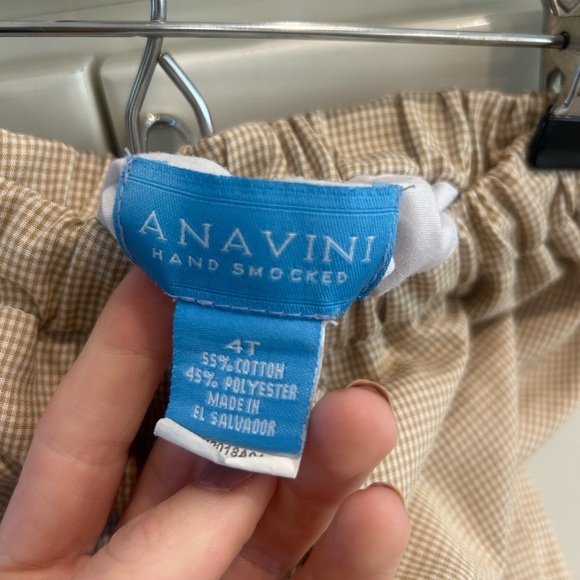 ANAVINI
HAND SMOCKED
4T
55% COTTON
45% POLYESTER
MADE IN
EL SALVADOR